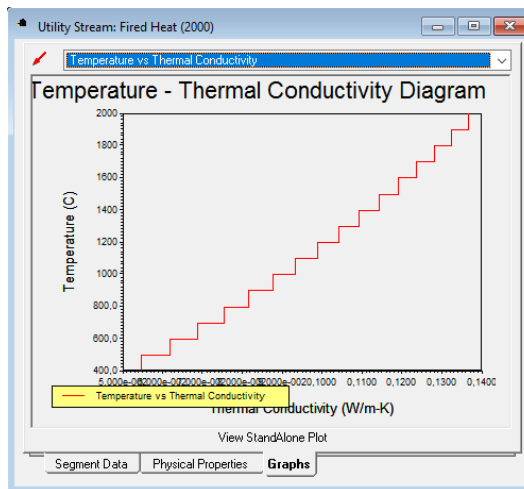 Utility Stream: Fired Heat (2000)
Temperature vs Thermal Conductivity
Temperature - Thermal Conductivity Diagram
2000
1800
1600
1400
1200
1000
800,0
600,0
400,0
Temperature (C)
0,1000 0,1100 0,1200 0,1300 0,1400
Temperature vs Thermal Conductivity
Thermal Conductivity (W/m-K)
View StandAlone Plot
Segment Data Physical Properties Graphs